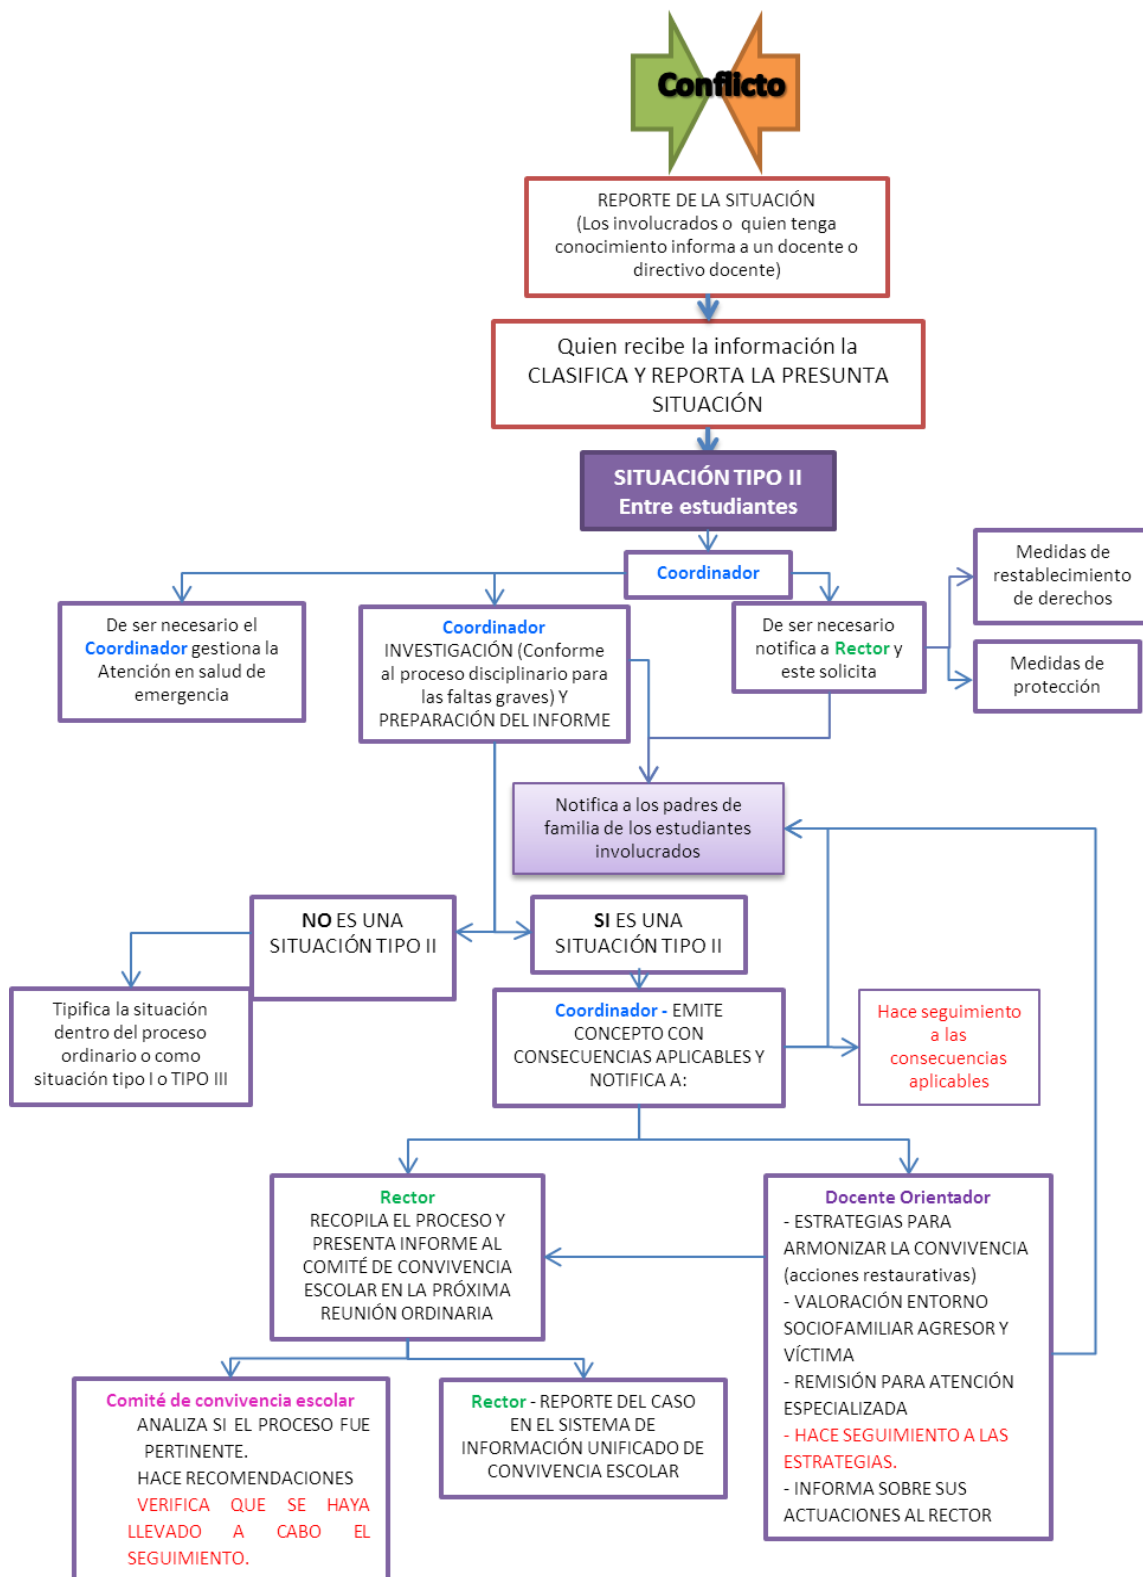 Conflicto
REPORTE DE LA SITUACIÓN
(Los involucrados o quien tenga
conocimiento informa a un docente o
directivo docente)
Quien recibe la información la
CLASIFICA Y REPORTA LA PRESUNTA
SITUACIÓN
SITUACIÓN TIPO II
Entre estudiantes
Coordinador
Medidas de
restablecimiento
de derechos
De ser necesario el
Coordinador gestiona la
Atención en salud de
emergencia
Coordinador
INVESTIGACIÓN (Conforme
al proceso disciplinario para
las faltas graves) Y
PREPARACIÓN DEL INFORME
De ser necesario
notifica a Rector y
este solicita
Medidas de
protección
Notifica a los padres de
familia de los estudiantes
involucrados
NO ES UNA
SITUACIÓN TIPO II
SI ES UNA
SITUACIÓN TIPO II
Tipifica la situación
dentro del proceso
ordinario o como
situación tipo I o TIPO III
Coordinador - EMITE
CONCEPTO CON
CONSECUENCIAS APLICABLES Y
NOTIFICA A:
Hace seguimiento
a las
consecuencias
aplicables
Rector
RECOPILA EL PROCESO Y
PRESENTA INFORME AL
COMITÉ DE CONVIVENCIA
ESCOLAR EN LA PRÓXIMA
REUNIÓN ORDINARIA
Docente Orientador
- ESTRATEGIAS PARA
ARMONIZAR LA CONVIVENCIA
(acciones restaurativas)
- VALORACIÓN ENTORNO
SOCIOFAMILIAR AGRESOR Y
VÍCTIMA
- REMISIÓN PARA ATENCIÓN
ESPECIALIZADA
- HACE SEGUIMIENTO A LAS
ESTRATEGIAS.
- INFORMA SOBRE SUS
ACTUACIONES AL RECTOR
Comité de convivencia escolar
ANALIZA SI EL PROCESO FUE
PERTINENTE.
HACE RECOMENDACIONES
VERIFICA QUE SE HAYA
LLEVADO A CABO EL
SEGUIMIENTO.
Rector - REPORTE DEL CASO
EN EL SISTEMA DE
INFORMACIÓN UNIFICADO DE
CONVIVENCIA ESCOLAR